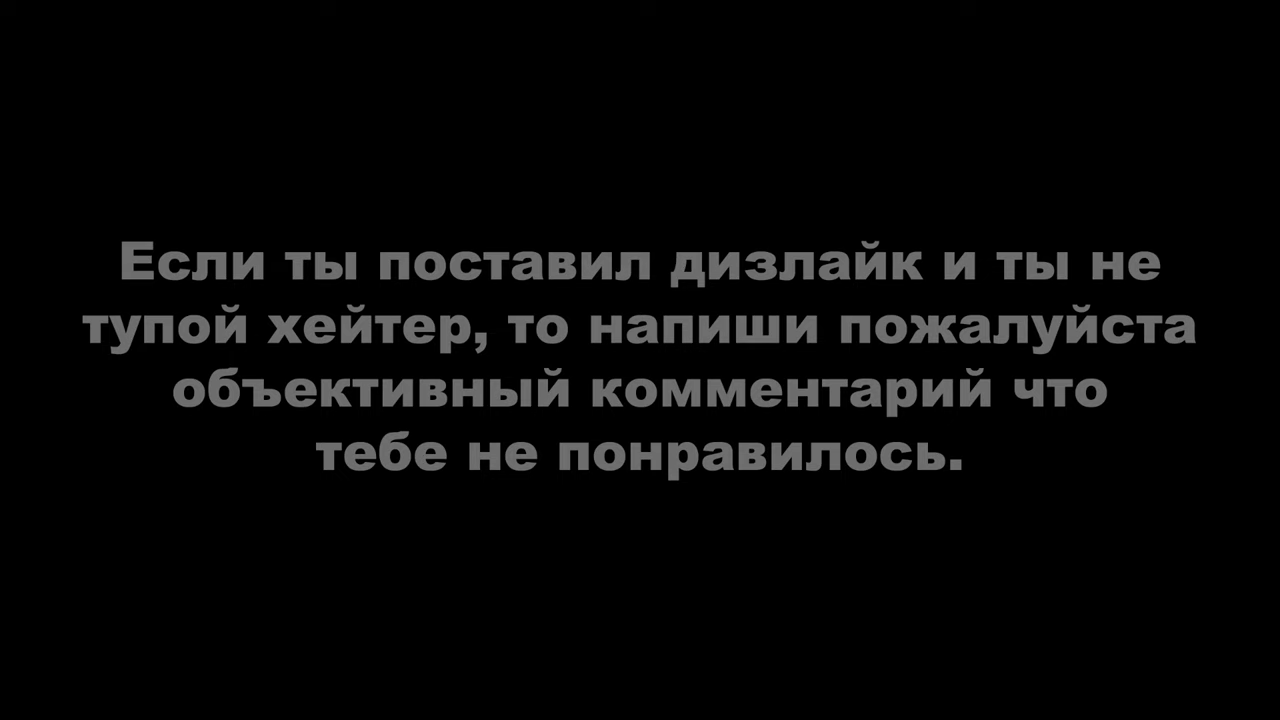 Если ты поставил дизлайк и ты не
тупой хейтер, то напиши пожалуйста
объективный комментарий что
тебе не понравилось.